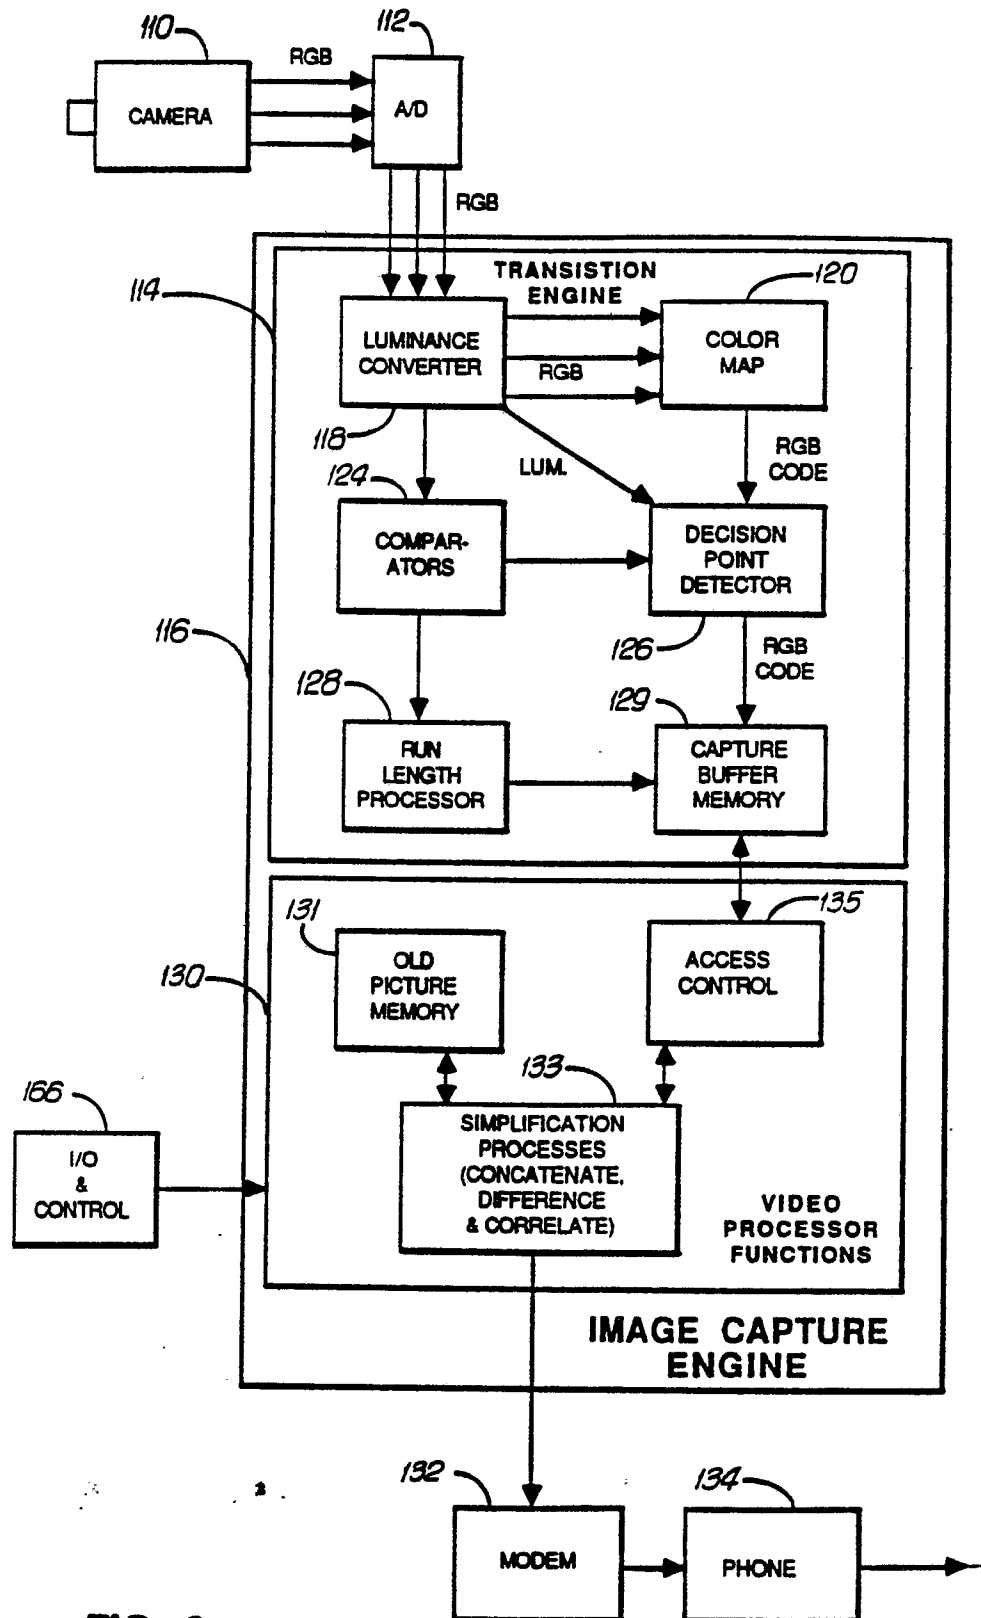 110
112
RGB
CAMERA
A/D
RGB
TRANSISTION
ENGINE
120
114
LUMINANCE
CONVERTER
COLOR
MAP
RGB
118
LUM.
RGB
CODE
124
COMPAR-
ATORS
DECISION
POINT
DETECTOR
116
126
RGB
CODE
128
129
RUN
LENGTH
PROCESSOR
CAPTURE
BUFFER
MEMORY
131
135
OLD
PICTURE
MEMORY
ACCESS
CONTROL
130
133
166
SIMPLIFICATION
PROCESSES
(CONCATENATE,
DIFFERENCE
& CORRELATE)
I/O
&
CONTROL
VIDEO
PROCESSOR
FUNCTIONS
IMAGE CAPTURE
ENGINE
132
134
MODEM
PHONE